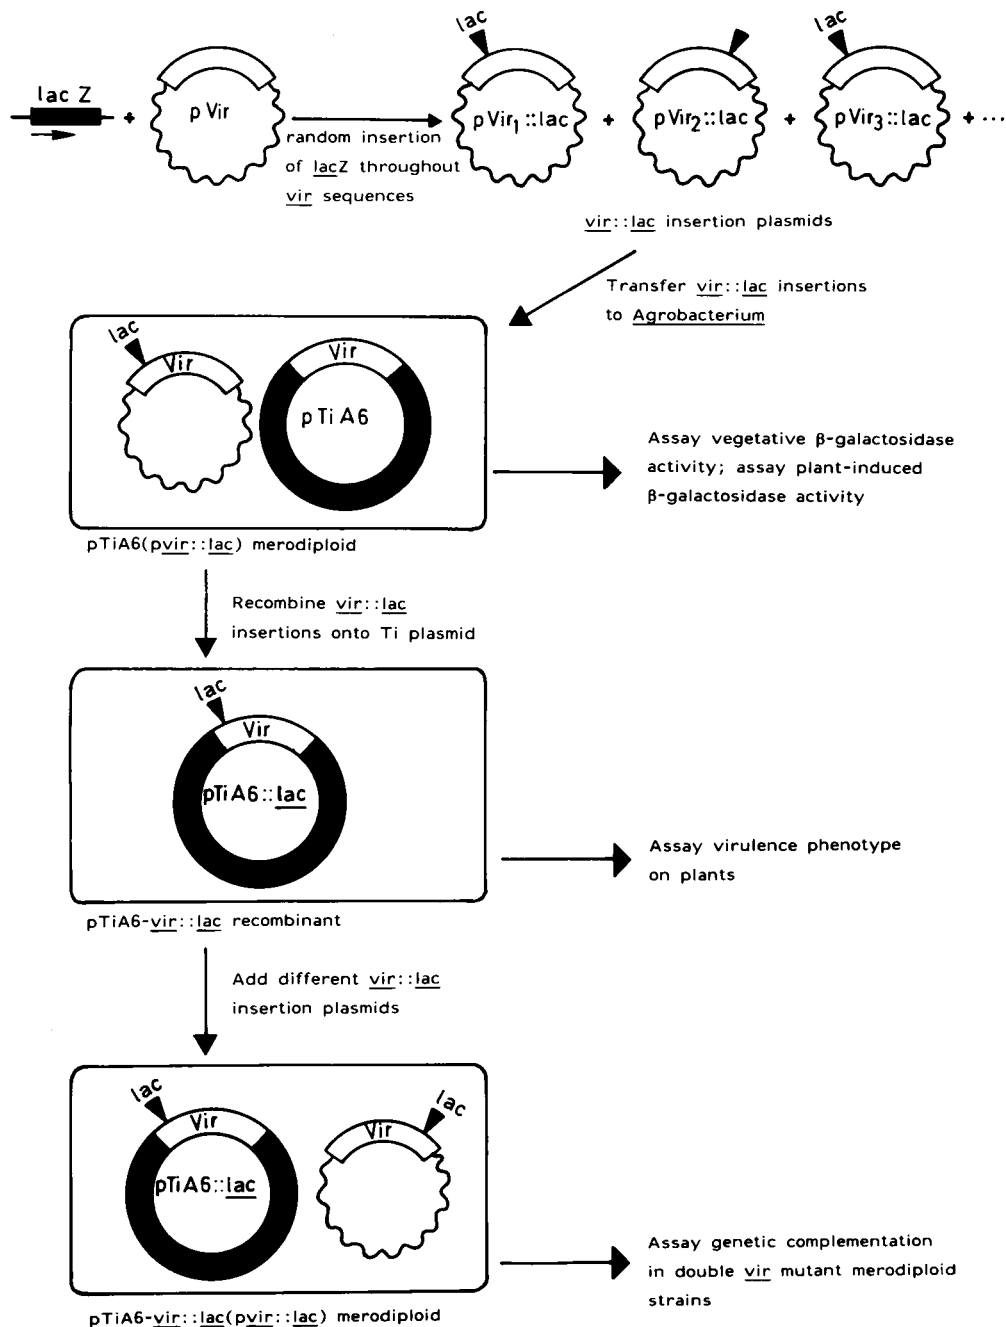 lac
lac
lac Z
+
pVir
random insertion
of lacZ throughout
vir sequences
pVir1::lac
+
pVir2::lac
+
pVir3::lac
+ ...
vir::lac insertion plasmids
Transfer vir::lac insertions
to Agrobacterium
lac
Vir
Vir
pTiA6
Assay vegetative β-galactosidase
activity; assay plant-induced
β-galactosidase activity
pTiA6(pvir::lac) merodiploid
Recombine vir::lac
insertions onto Ti plasmid
lac
Vir
pTiA6::lac
Assay virulence phenotype
on plants
pTiA6-vir::lac recombinant
Add different vir::lac
insertion plasmids
lac
lac
Vir
Vir
pTiA6::lac
Assay genetic complementation
in double vir mutant merodiploid
strains
pTiA6-vir::lac(pvir::lac) merodiploid